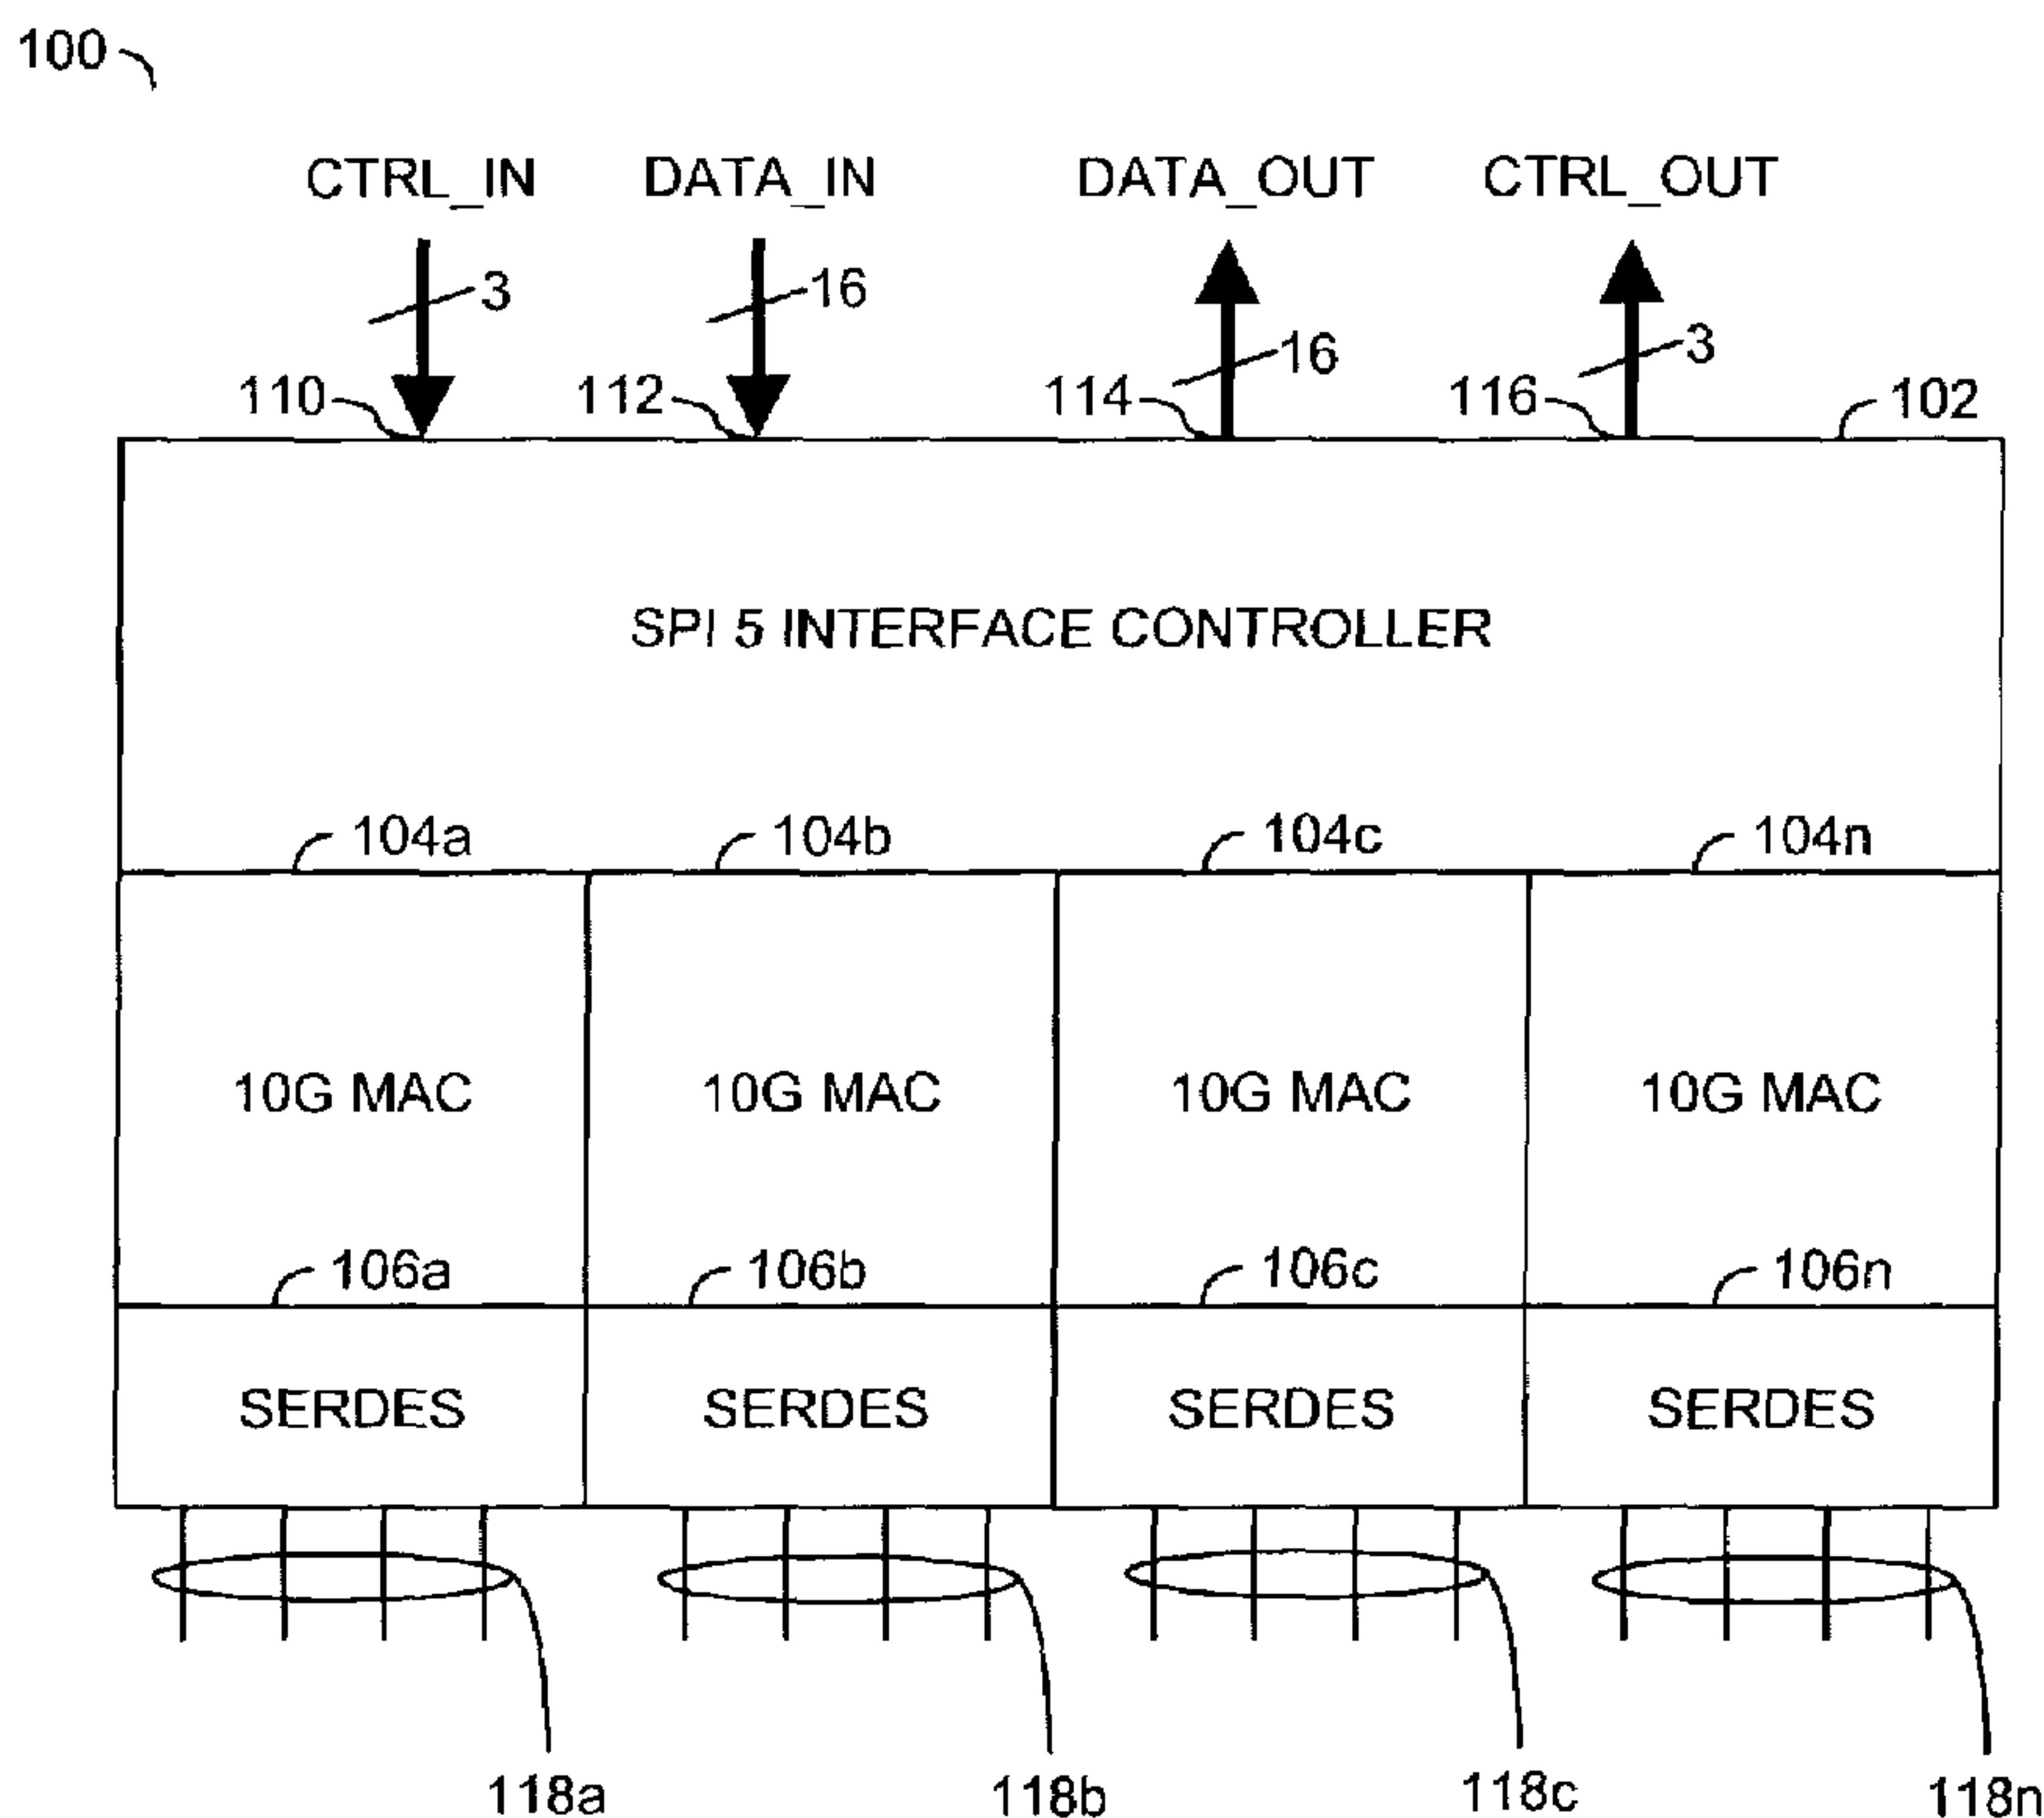 100
CTRL_IN DATA_IN DATA_OUT CTRL_OUT
3 16 16 3
110 112 114 116 102
SPI 5 INTERFACE CONTROLLER
104a 104b 104c 104n
10G MAC 10G MAC 10G MAC 10G MAC
106a 106b 106c 106n
SERDES SERDES SERDES SERDES
118a 118b 118c 118n